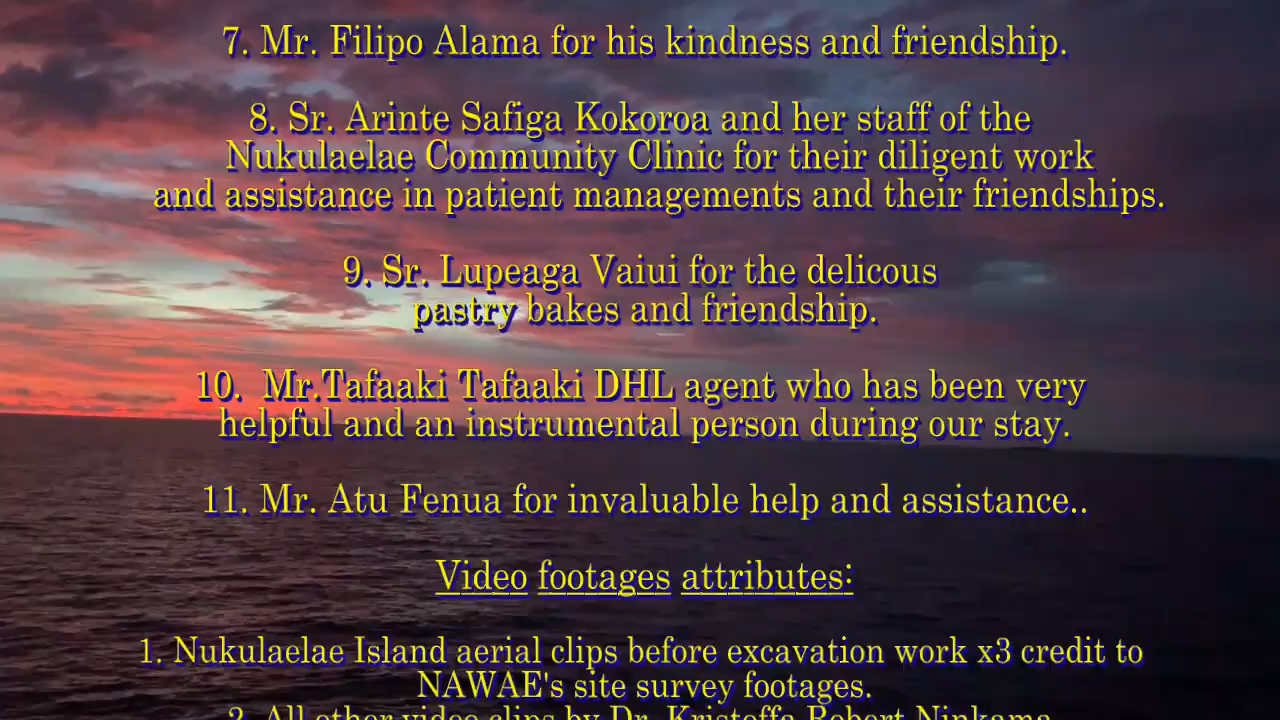 7. Mr. Filipo Alama for his kindness and friendship.
8. Sr. Arinte Safiga Kokoroa and her staff of the
Nukulaelae Community Clinic for their diligent work
and assistance in patient managements and their friendships.
9. Sr. Lupeaga Vaiui for the delicous
pastry bakes and friendship.
10. Mr.Tafaaki Tafaaki DHL agent who has been very
helpful and an instrumental person during our stay.
11. Mr. Atu Fenua for invaluable help and assistance..
Video footages attributes:
1. Nukulaelae Island aerial clips before excavation work x3 credit to
NAWAE's site survey footages.
2. All other video clips by Dr. Kristoffa Robert Ninkama